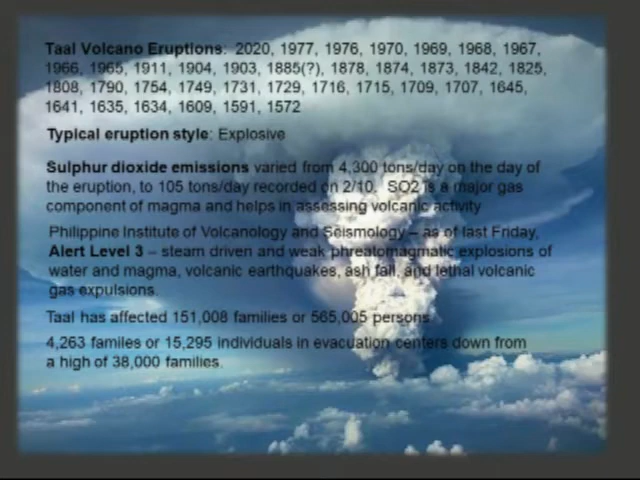 Taal Volcano Eruptions: 2020, 1977, 1976, 1970, 1969, 1968, 1967,
1966, 1965, 1911, 1904, 1903, 1885(?), 1878, 1874, 1873, 1842, 1825,
1808, 1790, 1754, 1749, 1731, 1729, 1716, 1715, 1709, 1707, 1645,
1641, 1635, 1634, 1609, 1591, 1572
Typical eruption style: Explosive
Sulphur dioxide emissions varied from 4,300 tons/day on the day of
the eruption, to 105 tons/day recorded on 2/10. SO2 is a major gas
component of magma and helps in assessing volcanic activity
Philippine Institute of Volcanology and Seismology – as of last Friday,
Alert Level 3 – steam driven and weak phreatomagmatic explosions of
water and magma, volcanic earthquakes, ash fall, and lethal volcanic
gas expulsions.
Taal has affected 151,008 families or 565,005 persons
4,263 familes or 15,295 individuals in evacuation centers down from
a high of 38,000 families.